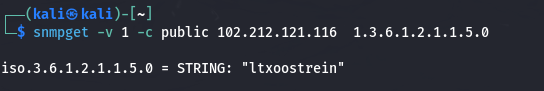 ┌──(kali㉿kali)-[~]
└─$ snmpget -v 1 -c public 102.212.121.116  1.3.6.1.2.1.1.5.0
iso.3.6.1.2.1.1.5.0 = STRING: "ltxoostrein"